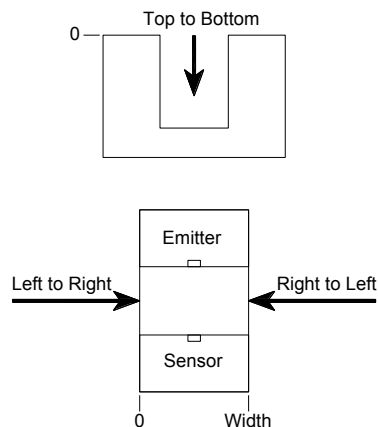 Top to Bottom
0
Emitter
Left to Right
Right to Left
Sensor
0
Width